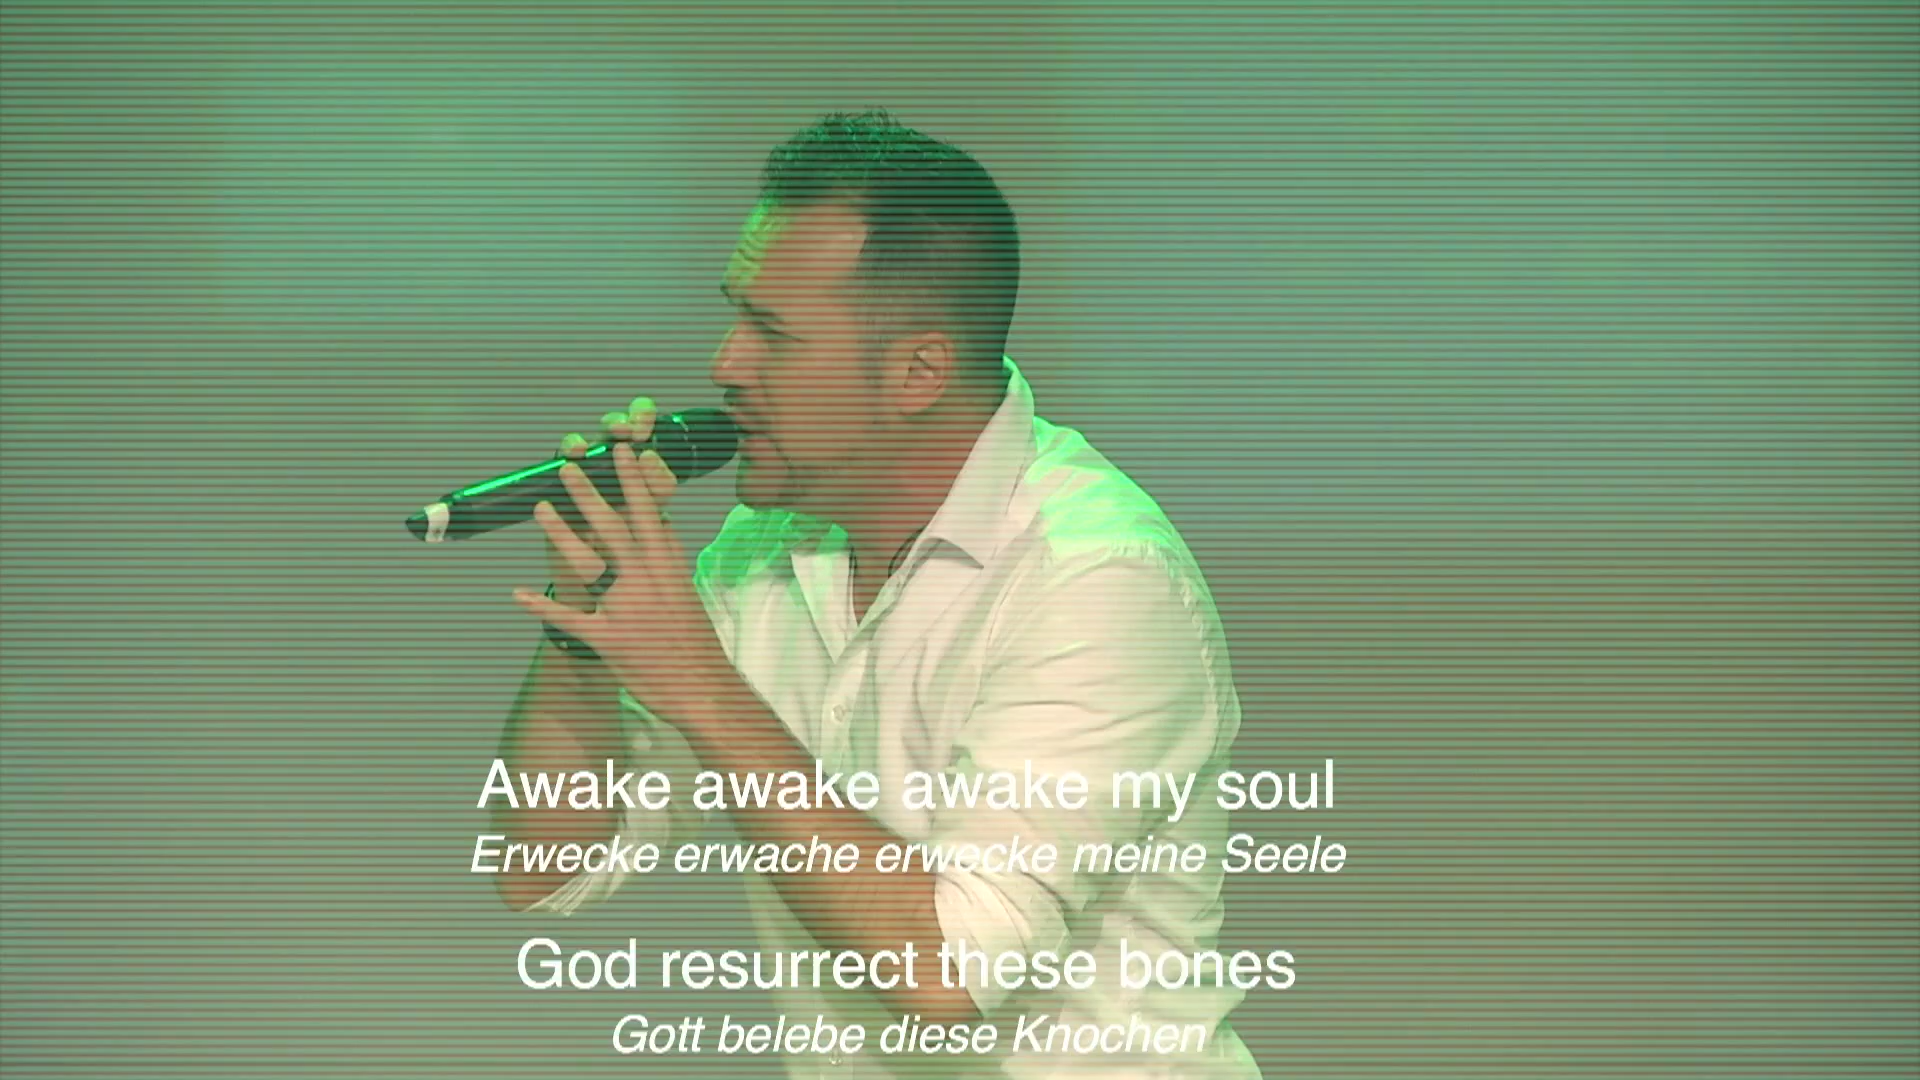 Awake awake awake my soul
Erwecke erwache erwecke meine Seele
God resurrect these bones
Gott belebe diese Knochen